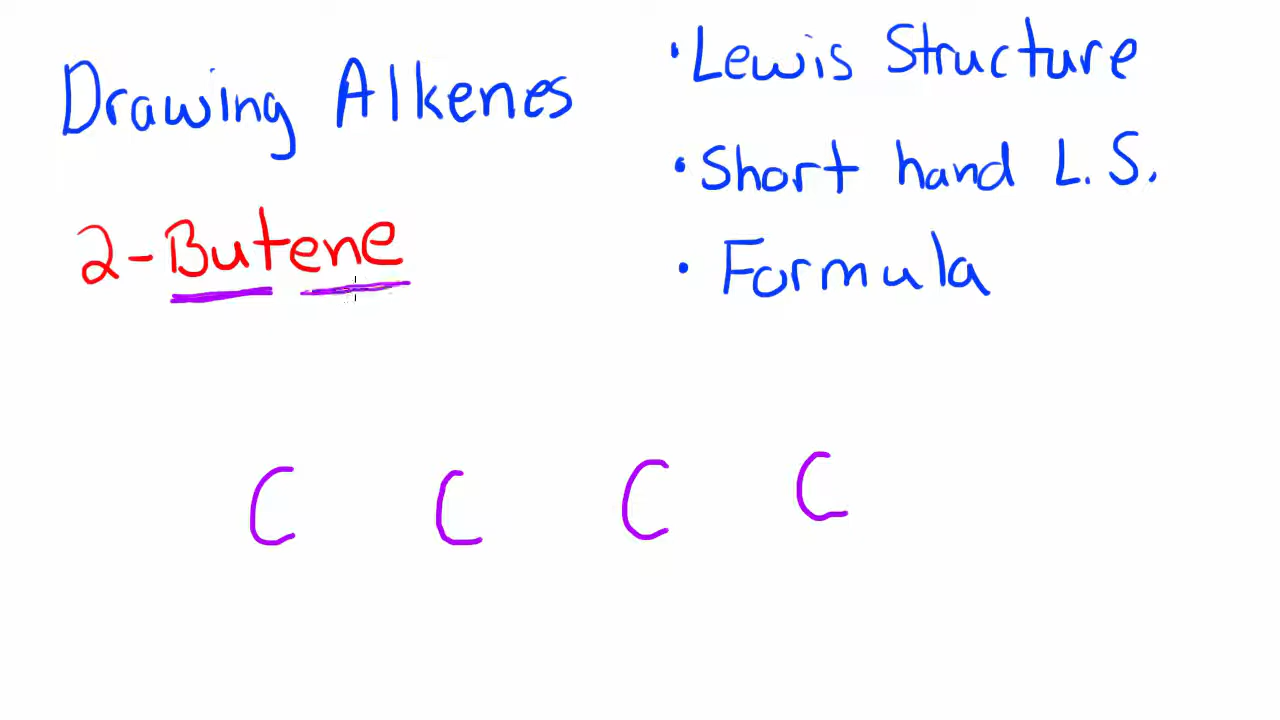 Drawing Alkenes
2-Butene
• Lewis Structure
• Short hand L.S.
• Formula
C C C C